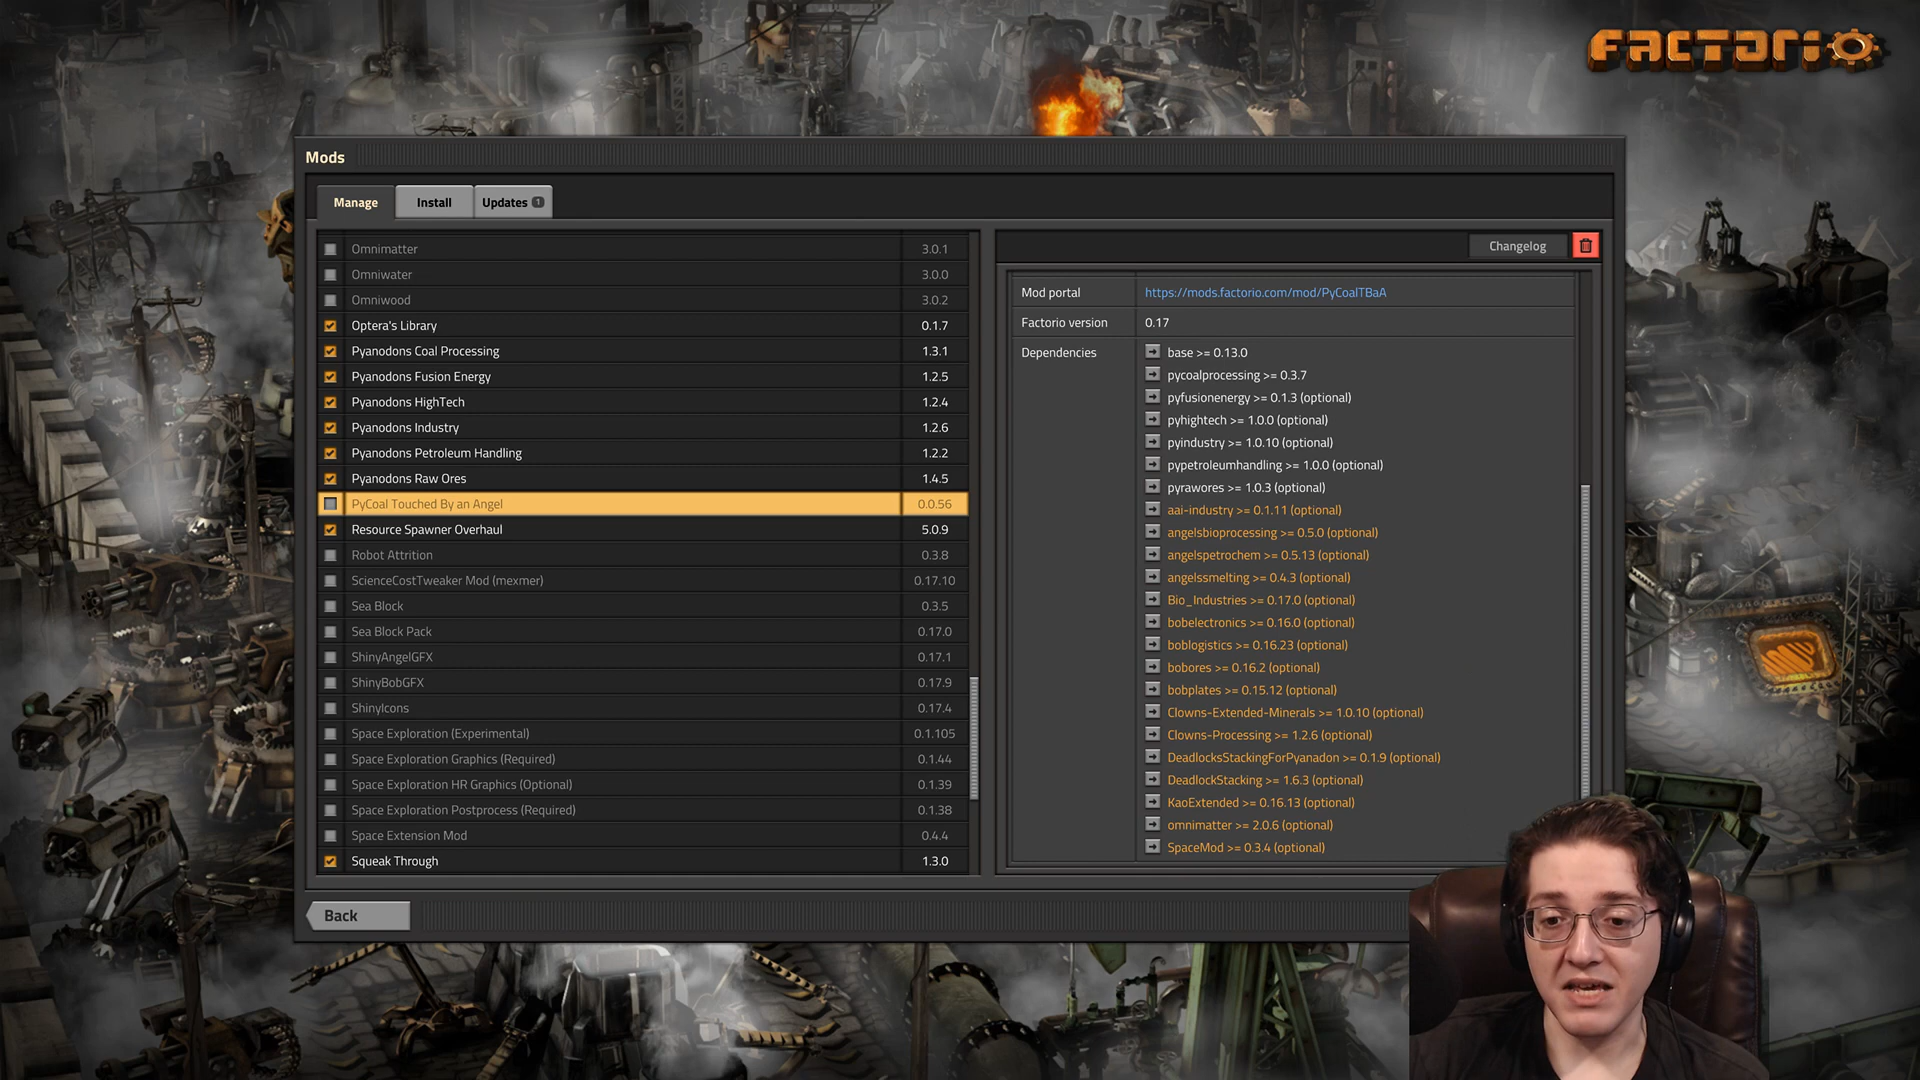 FACTORIO
Mods
Manage
Install
Updates 1
Omnimatter 3.0.1
Omniwater 3.0.0
Omniwood 3.0.2
Optera's Library 0.1.7
Pyanodons Coal Processing 1.3.1
Pyanodons Fusion Energy 1.2.5
Pyanodons HighTech 1.2.4
Pyanodons Industry 1.2.6
Pyanodons Petroleum Handling 1.2.2
Pyanodons Raw Ores 1.4.5
PyCoal Touched By an Angel 0.0.56
Resource Spawner Overhaul 5.0.9
Robot Attrition 0.3.8
ScienceCostTweaker Mod (mexmer) 0.17.10
Sea Block 0.3.5
Sea Block Pack 0.17.0
ShinyAngelGFX 0.17.1
ShinyBobGFX 0.17.9
ShinyIcons 0.17.4
Space Exploration (Experimental) 0.1.105
Space Exploration Graphics (Required) 0.1.44
Space Exploration HR Graphics (Optional) 0.1.39
Space Exploration Postprocess (Required) 0.1.38
Space Extension Mod 0.4.4
Squeak Through 1.3.0
Changelog
Mod portal https://mods.factorio.com/mod/PyCoalTBaA
Factorio version 0.17
Dependencies base >= 0.13.0
pycoalprocessing >= 0.3.7
pyfusionenergy >= 0.1.3 (optional)
pyhightech >= 1.0.0 (optional)
pyindustry >= 1.0.10 (optional)
pypetroleumhandling >= 1.0.0 (optional)
pyrawores >= 1.0.3 (optional)
aai-industry >= 0.1.11 (optional)
angelsbioprocessing >= 0.5.0 (optional)
angelspetrochem >= 0.5.13 (optional)
angelssmelting >= 0.4.3 (optional)
Bio_Industries >= 0.17.0 (optional)
bobelectronics >= 0.16.0 (optional)
boblogistics >= 0.16.23 (optional)
bobores >= 0.16.2 (optional)
bobplates >= 0.15.12 (optional)
Clowns-Extended-Minerals >= 1.0.10 (optional)
Clowns-Processing >= 1.2.6 (optional)
DeadlocksStackingForPyanadon >= 0.1.9 (optional)
DeadlockStacking >= 1.6.3 (optional)
KaoExtended >= 0.16.13 (optional)
omnimatter >= 2.0.6 (optional)
SpaceMod >= 0.3.4 (optional)
Back